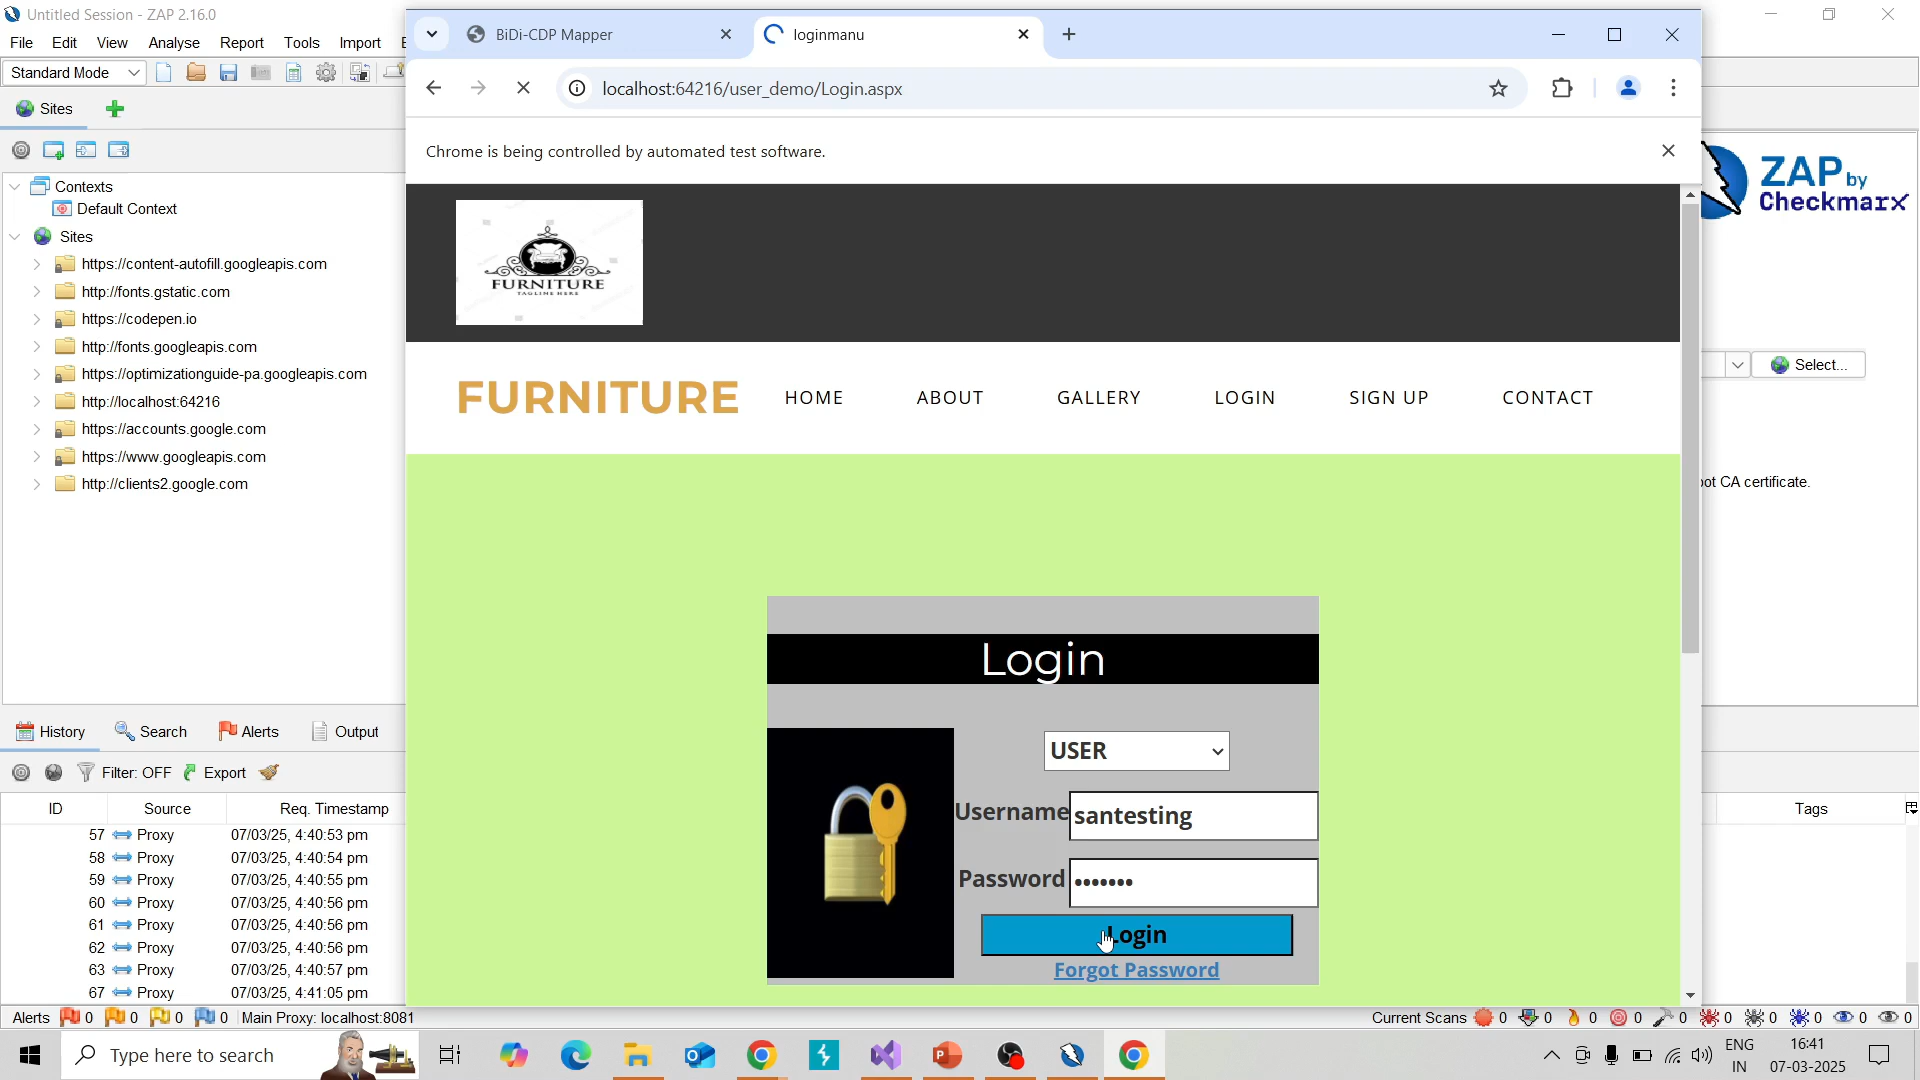 Untitled Session - ZAP 2.16.0
File Edit View Analyse Report Tools Import
Standard Mode
Sites
Contexts
Default Context
Sites
https://content-autofill.googleapis.com
http://fonts.gstatic.com
https://codepen.io
http://fonts.googleapis.com
https://optimizationguide-pa.googleapis.com
http://localhost:64216
https://accounts.google.com
https://www.googleapis.com
http://clients2.google.com
BiDi-CDP Mapper
loginmanu
localhost:64216/user_demo/Login.aspx
Chrome is being controlled by automated test software.
FURNITURE
TAGLINE HERE
FURNITURE
HOME ABOUT GALLERY LOGIN SIGN UP CONTACT
Login
USER
Username santesting
Password •••••••
Login
Forgot Password
ZAP by
Checkmarx
Select...
ot CA certificate.
History Search Alerts Output
Filter: OFF Export
ID Source Req. Timestamp Tags
57 Proxy 07/03/25, 4:40:53 pm
58 Proxy 07/03/25, 4:40:54 pm
59 Proxy 07/03/25, 4:40:55 pm
60 Proxy 07/03/25, 4:40:56 pm
61 Proxy 07/03/25, 4:40:56 pm
62 Proxy 07/03/25, 4:40:56 pm
63 Proxy 07/03/25, 4:40:57 pm
67 Proxy 07/03/25, 4:41:05 pm
Alerts 0 0 0 0 Main Proxy: localhost:8081
Current Scans 0 0 0 0 0 0 0 0 0 0
Type here to search
ENG
IN
16:41
07-03-2025